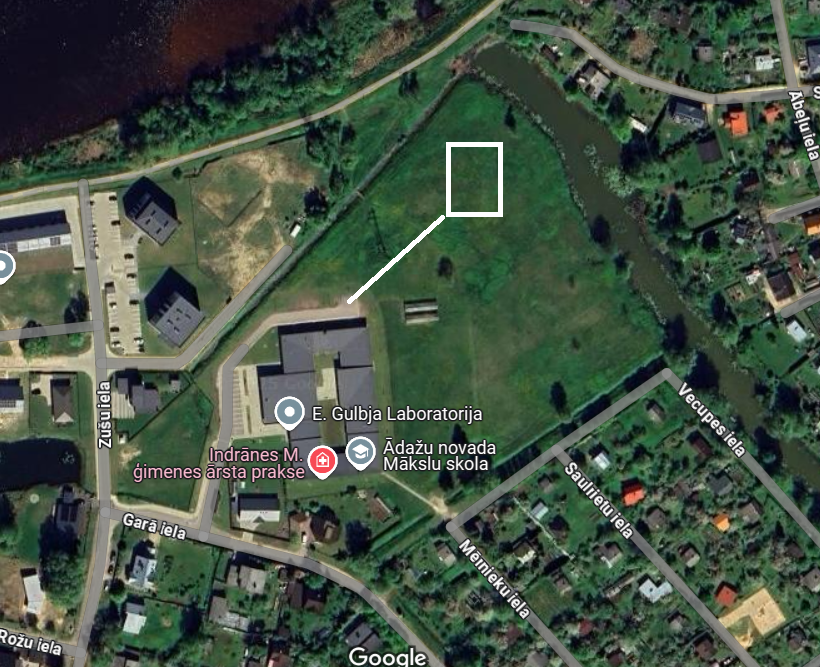 Ābeļu iela
S
E. Gulbja Laboratorija
Zušu iela
Indrānes M.
ģimenes ārsta prakse
Ādažu novada
Mākslu skola
Vecupes iela
Saulrietu iela
Garā iela
Mēlnieku iela
Rožu iela
Google